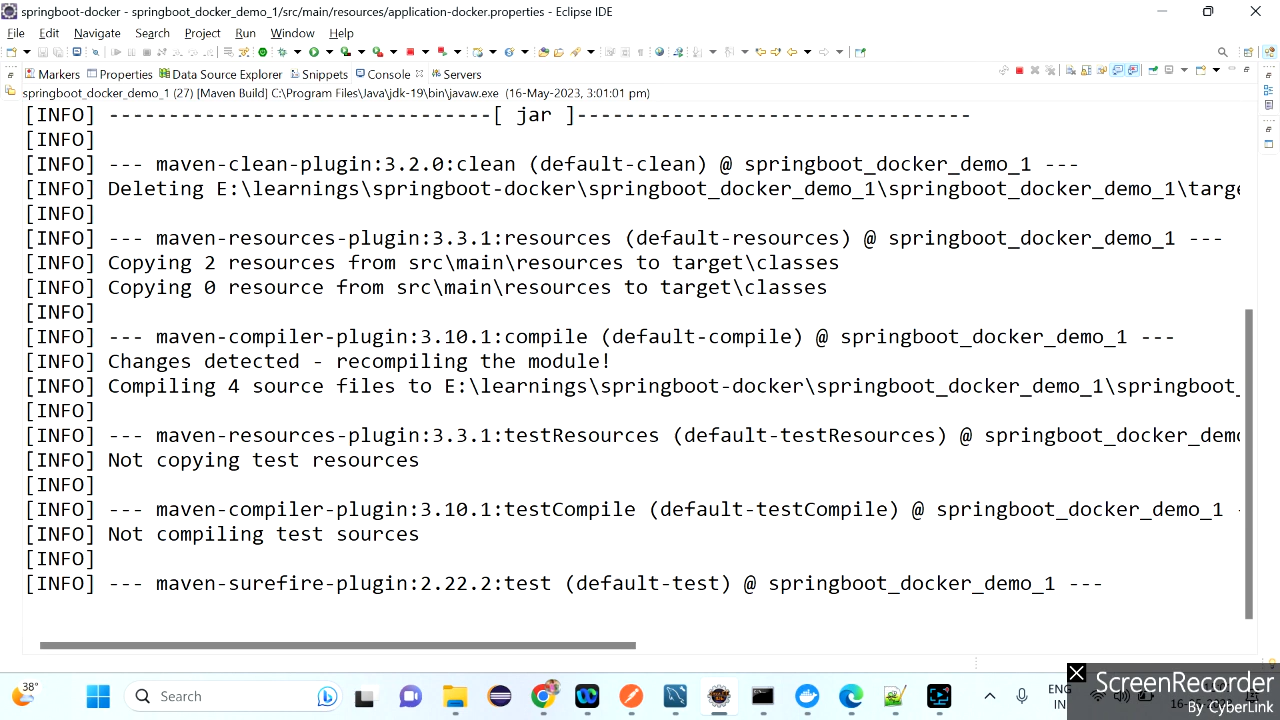 springboot-docker - springboot_docker_demo_1/src/main/resources/application-docker.properties - Eclipse IDE
File Edit Navigate Search Project Run Window Help
Markers Properties Data Source Explorer Snippets Console Servers
springboot_docker_demo_1 (27) [Maven Build] C:\Program Files\Java\jdk-19\bin\javaw.exe (16-May-2023, 3:01:01 pm)
[INFO] --------------------------------[ jar ]---------------------------------
[INFO]
[INFO] --- maven-clean-plugin:3.2.0:clean (default-clean) @ springboot_docker_demo_1 ---
[INFO] Deleting E:\learnings\springboot-docker\springboot_docker_demo_1\springboot_docker_demo_1\targe
[INFO]
[INFO] --- maven-resources-plugin:3.3.1:resources (default-resources) @ springboot_docker_demo_1 ---
[INFO] Copying 2 resources from src\main\resources to target\classes
[INFO] Copying 0 resource from src\main\resources to target\classes
[INFO]
[INFO] --- maven-compiler-plugin:3.10.1:compile (default-compile) @ springboot_docker_demo_1 ---
[INFO] Changes detected - recompiling the module!
[INFO] Compiling 4 source files to E:\learnings\springboot-docker\springboot_docker_demo_1\springboot_
[INFO]
[INFO] --- maven-resources-plugin:3.3.1:testResources (default-testResources) @ springboot_docker_demo
[INFO] Not copying test resources
[INFO]
[INFO] --- maven-compiler-plugin:3.10.1:testCompile (default-testCompile) @ springboot_docker_demo_1 -
[INFO] Not compiling test sources
[INFO]
[INFO] --- maven-surefire-plugin:2.22.2:test (default-test) @ springboot_docker_demo_1 ---
38°
Search
ENG
IN
ScreenRecorder
By CyberLink